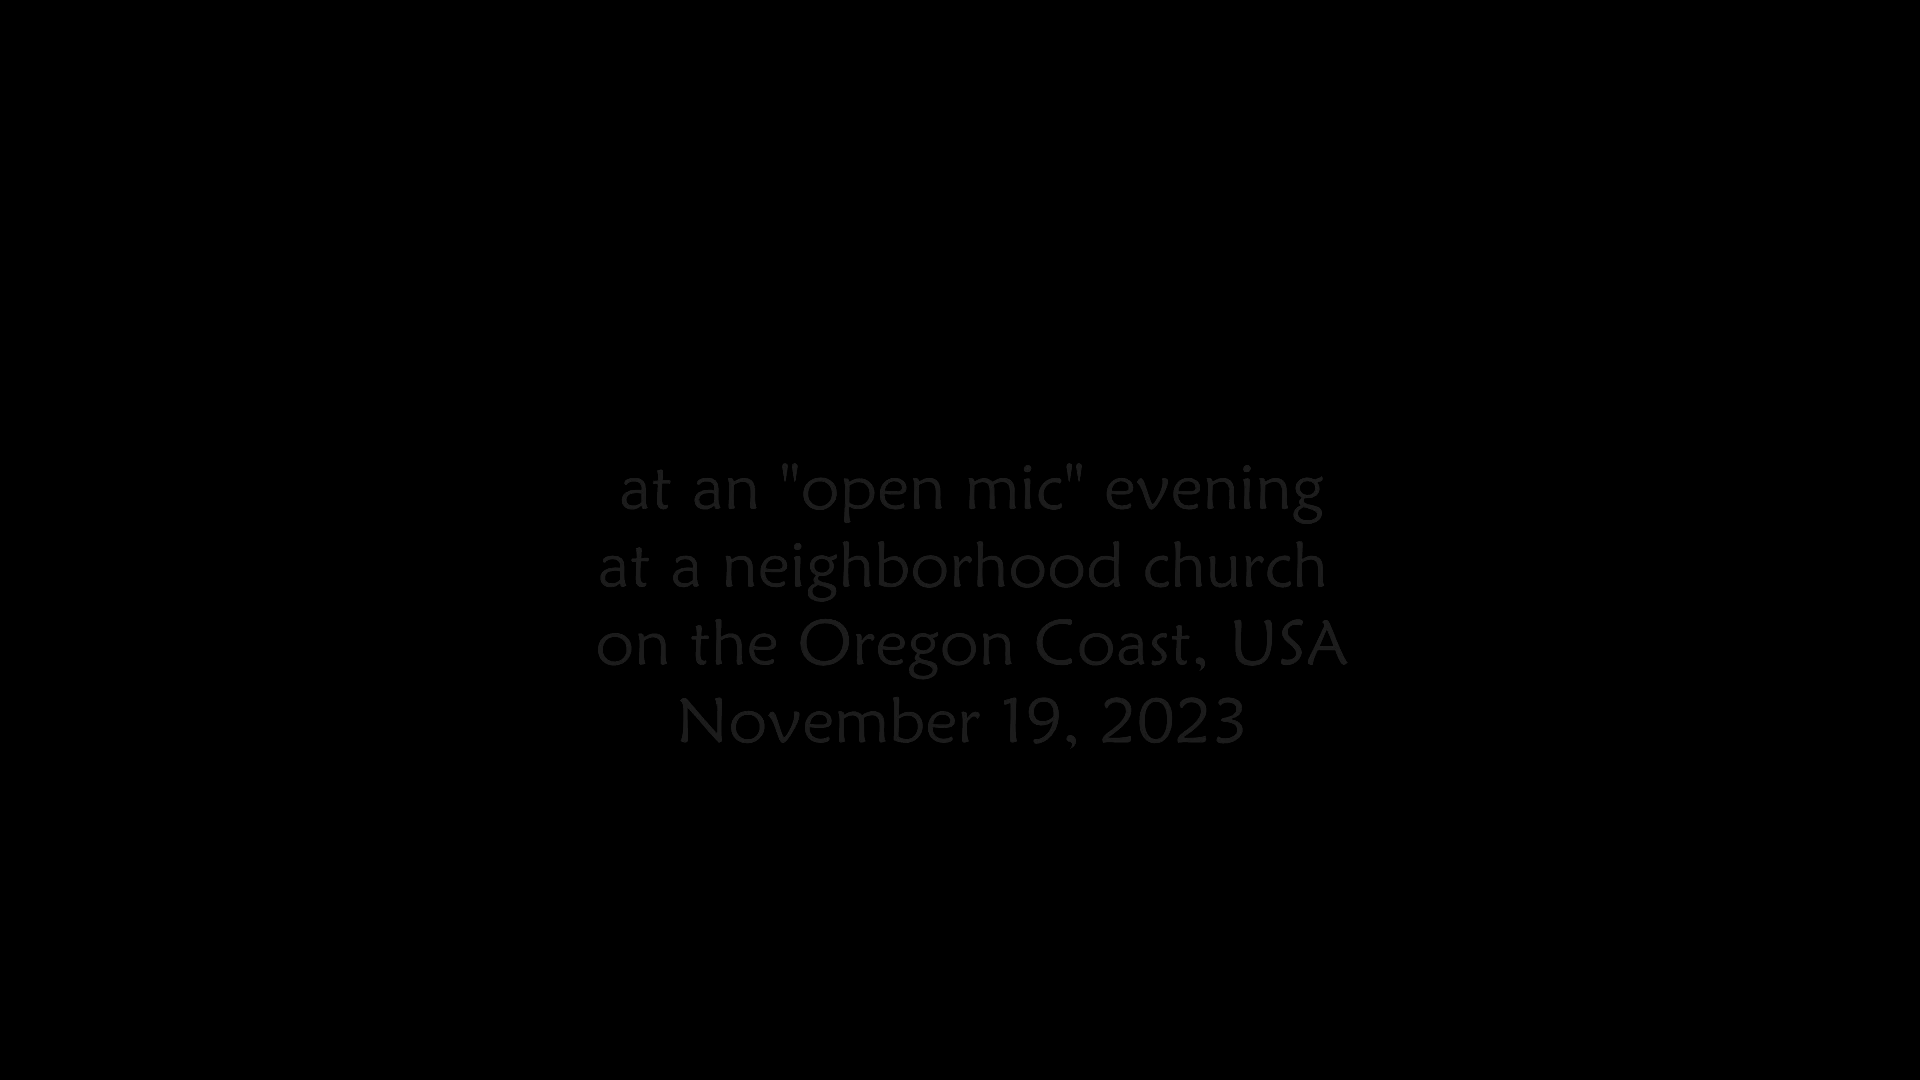 at an "open mic" evening
at a neighborhood church
on the Oregon Coast, USA
November 19, 2023